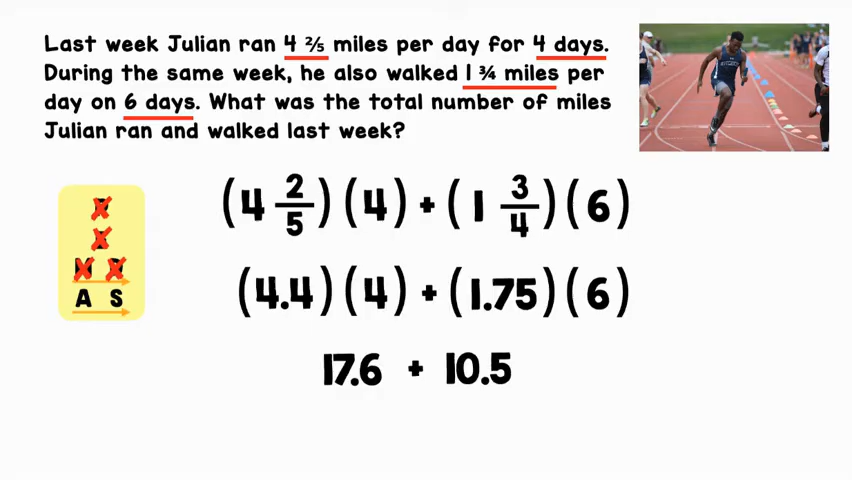 Last week Julian ran 4 ⅖ miles per day for 4 days.
During the same week, he also walked 1 ¾ miles per
day on 6 days. What was the total number of miles
Julian ran and walked last week?
(4 2/5)(4) + (1 3/4)(6)
(4.4)(4) + (1.75)(6)
A S
17.6 + 10.5